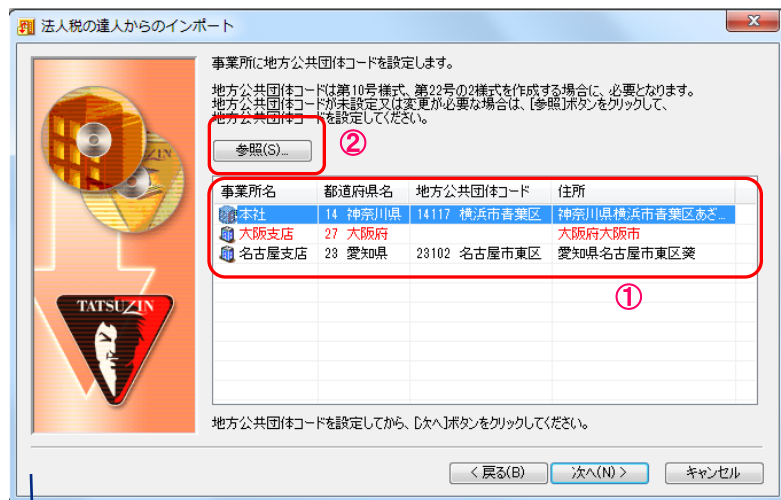 法人税の達人からのインポート
事業所に地方公共団体コードを設定します。
地方公共団体コードは第10号様式、第22号の2様式を作成する場合に、必要となります。
地方公共団体コードが未設定又は変更が必要な場合は、[参照]ボタンをクリックして、
地方公共団体コードを設定してください。
参照(S)... ②
事業所名 都道府県名 地方公共団体コード 住所
本社 14 神奈川県 14117 横浜市青葉区 神奈川県横浜市青葉区あざ...
大阪支店 27 大阪府 大阪府大阪市
名古屋支店 23 愛知県 23102 名古屋市東区 愛知県名古屋市東区葵
①
TATSUZIN
地方公共団体コードを設定してから、[次へ]ボタンをクリックしてください。
< 戻る(B) 次へ(N) > キャンセル